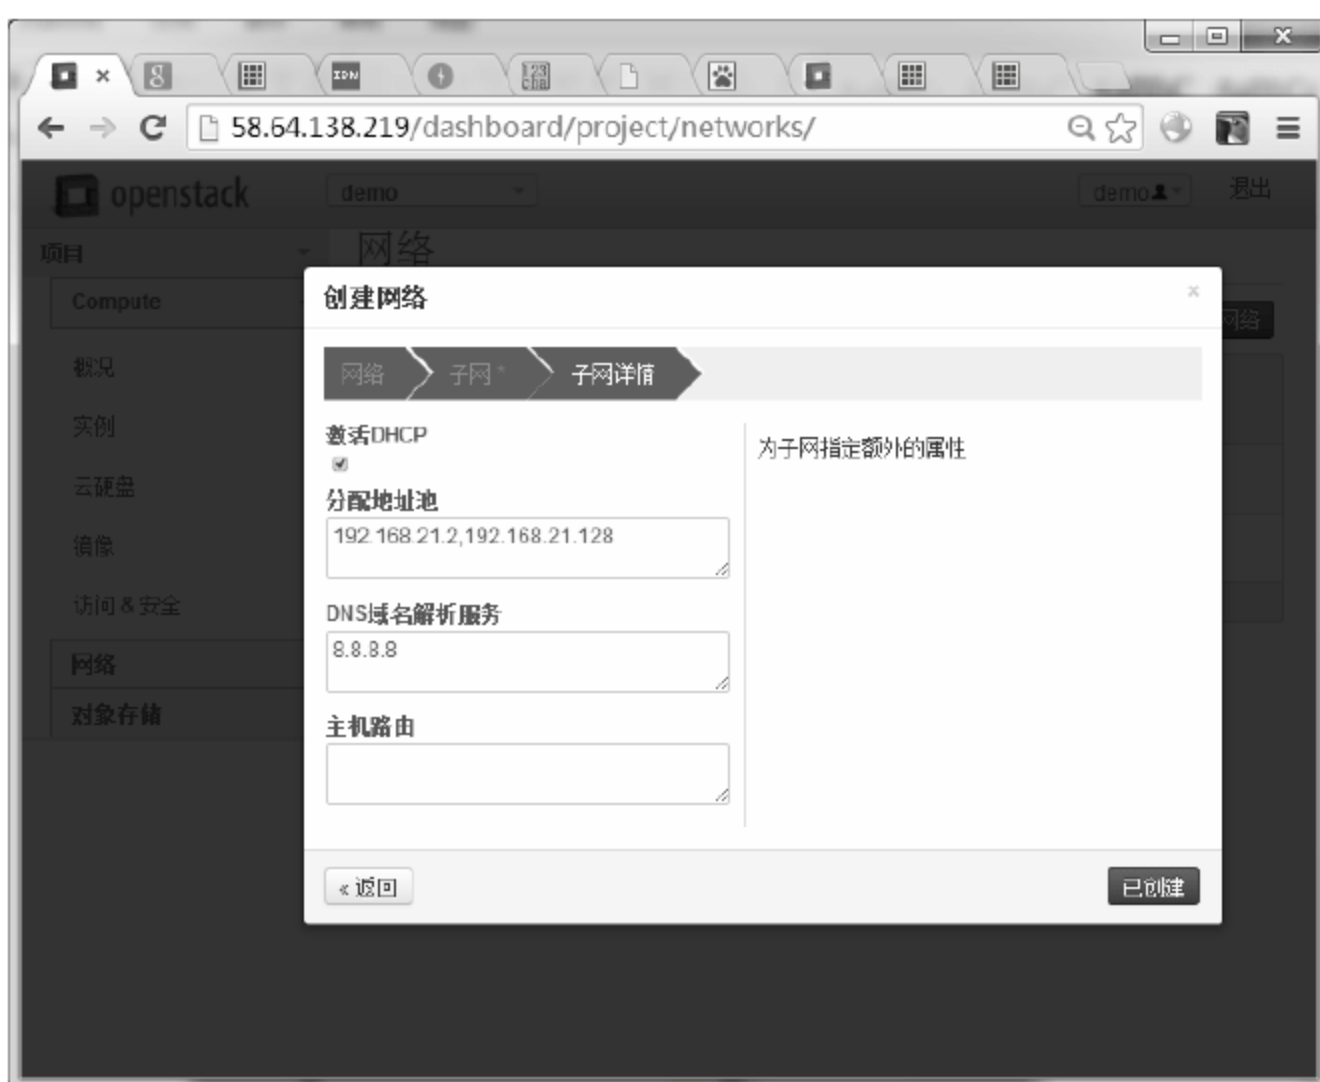 58.64.138.219/dashboard/project/networks/
openstack
demo
demo
退出
项目
网络
Compute
创建网络
网络
概况
网络
子网*
子网详情
实例
激活DHCP
为子网指定额外的属性
云硬盘
分配地址池
192.168.21.2,192.168.21.128
镜像
访问 & 安全
DNS域名解析服务
8.8.8.8
网络
对象存储
主机路由
« 返回
已创建